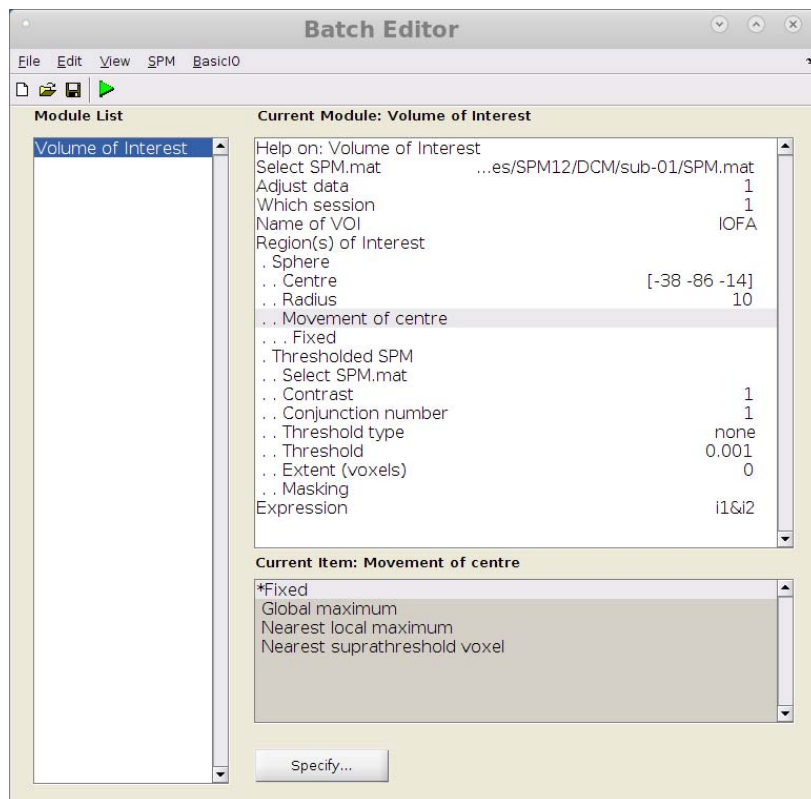 Batch Editor
File Edit View SPM BasicIO
Module List
Volume of Interest
Current Module: Volume of Interest
Help on: Volume of Interest
Select SPM.mat ...es/SPM12/DCM/sub-01/SPM.mat
Adjust data 1
Which session 1
Name of VOI lOFA
Region(s) of Interest
. Sphere
. . Centre [-38 -86 -14]
. . Radius 10
. . Movement of centre
. . . Fixed
. Thresholded SPM
. . Select SPM.mat
. . Contrast 1
. . Conjunction number 1
. . Threshold type none
. . Threshold 0.001
. . Extent (voxels) 0
. . Masking
Expression i1&i2
Current Item: Movement of centre
*Fixed
Global maximum
Nearest local maximum
Nearest suprathreshold voxel
Specify...